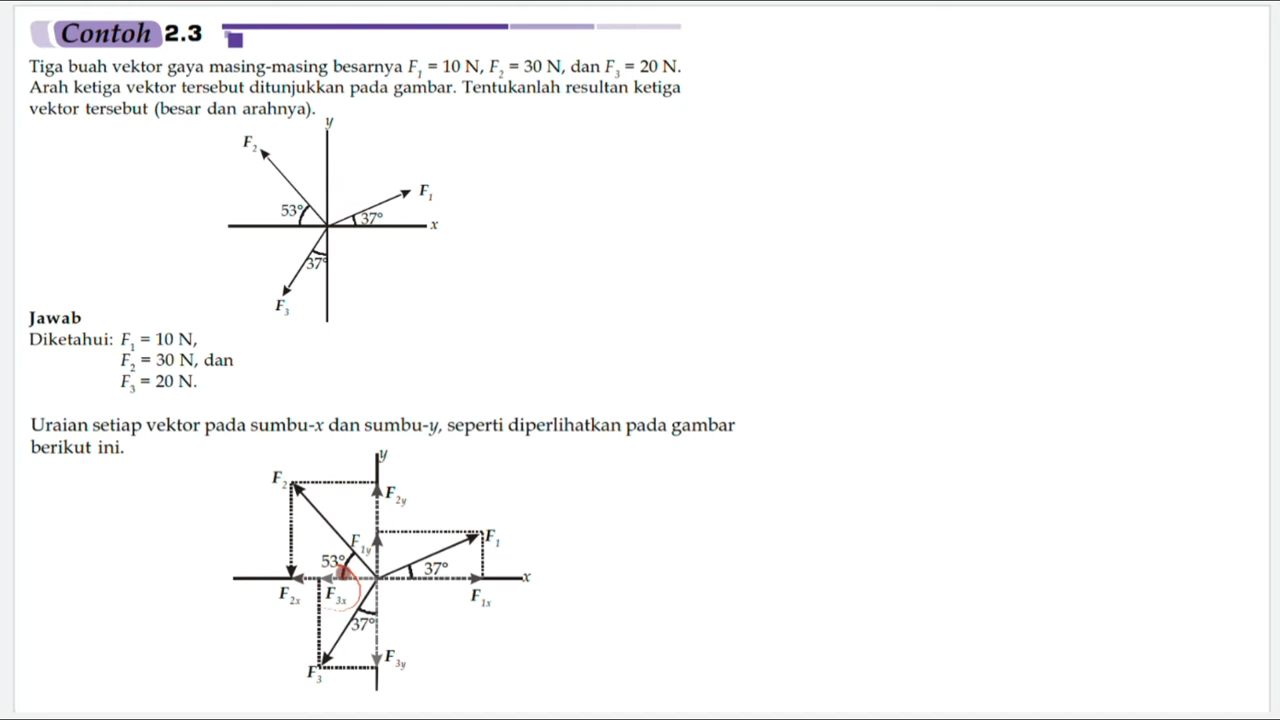 Contoh 2.3
Tiga buah vektor gaya masing-masing besarnya F₁ = 10 N, F₂ = 30 N, dan F₃ = 20 N.
Arah ketiga vektor tersebut ditunjukkan pada gambar. Tentukanlah resultan ketiga
vektor tersebut (besar dan arahnya).
y
F₂
F₁
53°
37°
x
37°
F₃
Jawab
Diketahui: F₁ = 10 N,
F₂ = 30 N, dan
F₃ = 20 N.
Uraian setiap vektor pada sumbu-x dan sumbu-y, seperti diperlihatkan pada gambar
berikut ini.
y
F₂
F₂y
F₁
F₁y
53°
37°
x
F₂x
F₃x
F₁x
37°
F₃y
F₃